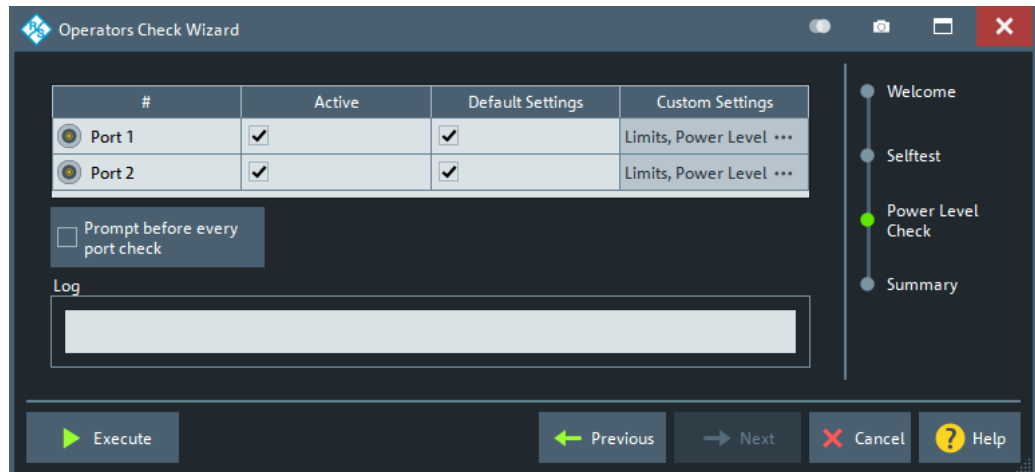 R&S Operators Check Wizard
# Active Default Settings Custom Settings
Port 1 Limits, Power Level ...
Port 2 Limits, Power Level ...
Prompt before every
port check
Log
Welcome
Selftest
Power Level
Check
Summary
Execute Previous Next Cancel ? Help